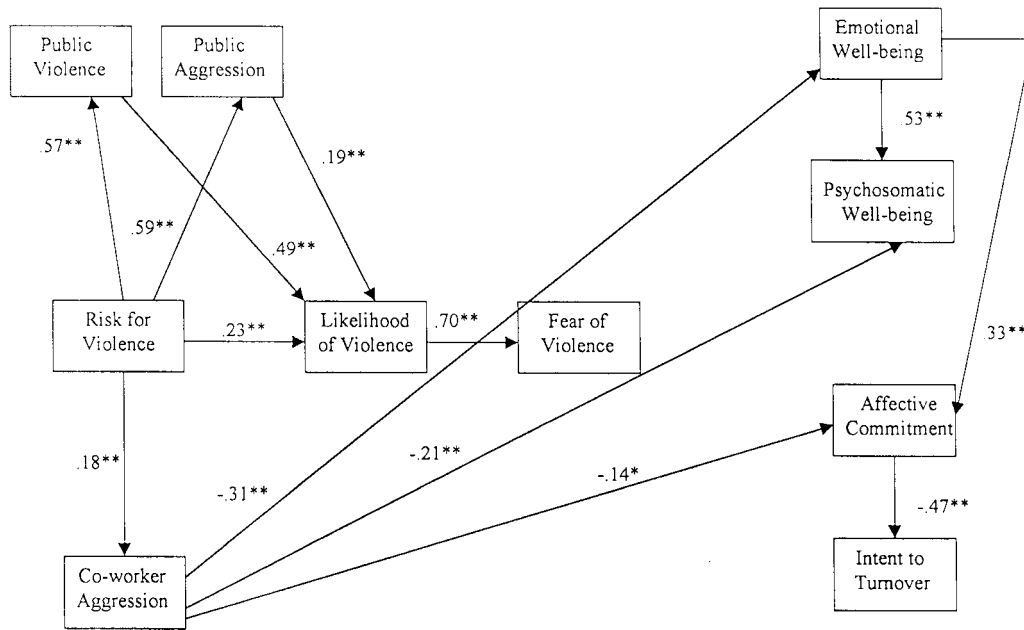 Public
Violence
Public
Aggression
Emotional
Well-being
.57**
.19**
.53**
Psychosomatic
Well-being
.59**
.49**
Risk for
Violence
.23**
Likelihood
of Violence
.70**
Fear of
Violence
.33**
Affective
Commitment
.18**
-.31**
-.21**
-.14*
-.47**
Co-worker
Aggression
Intent to
Turnover